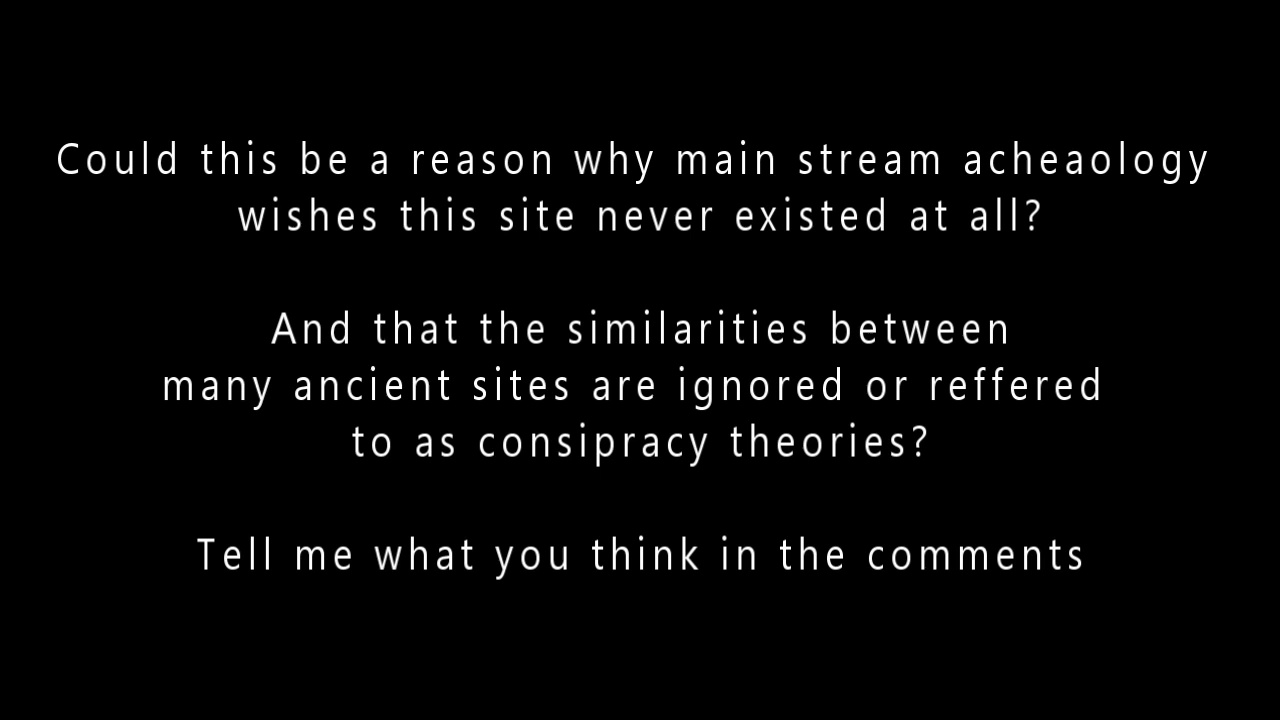 Could this be a reason why main stream acheaology
wishes this site never existed at all?
And that the similarities between
many ancient sites are ignored or reffered
to as consipracy theories?
Tell me what you think in the comments